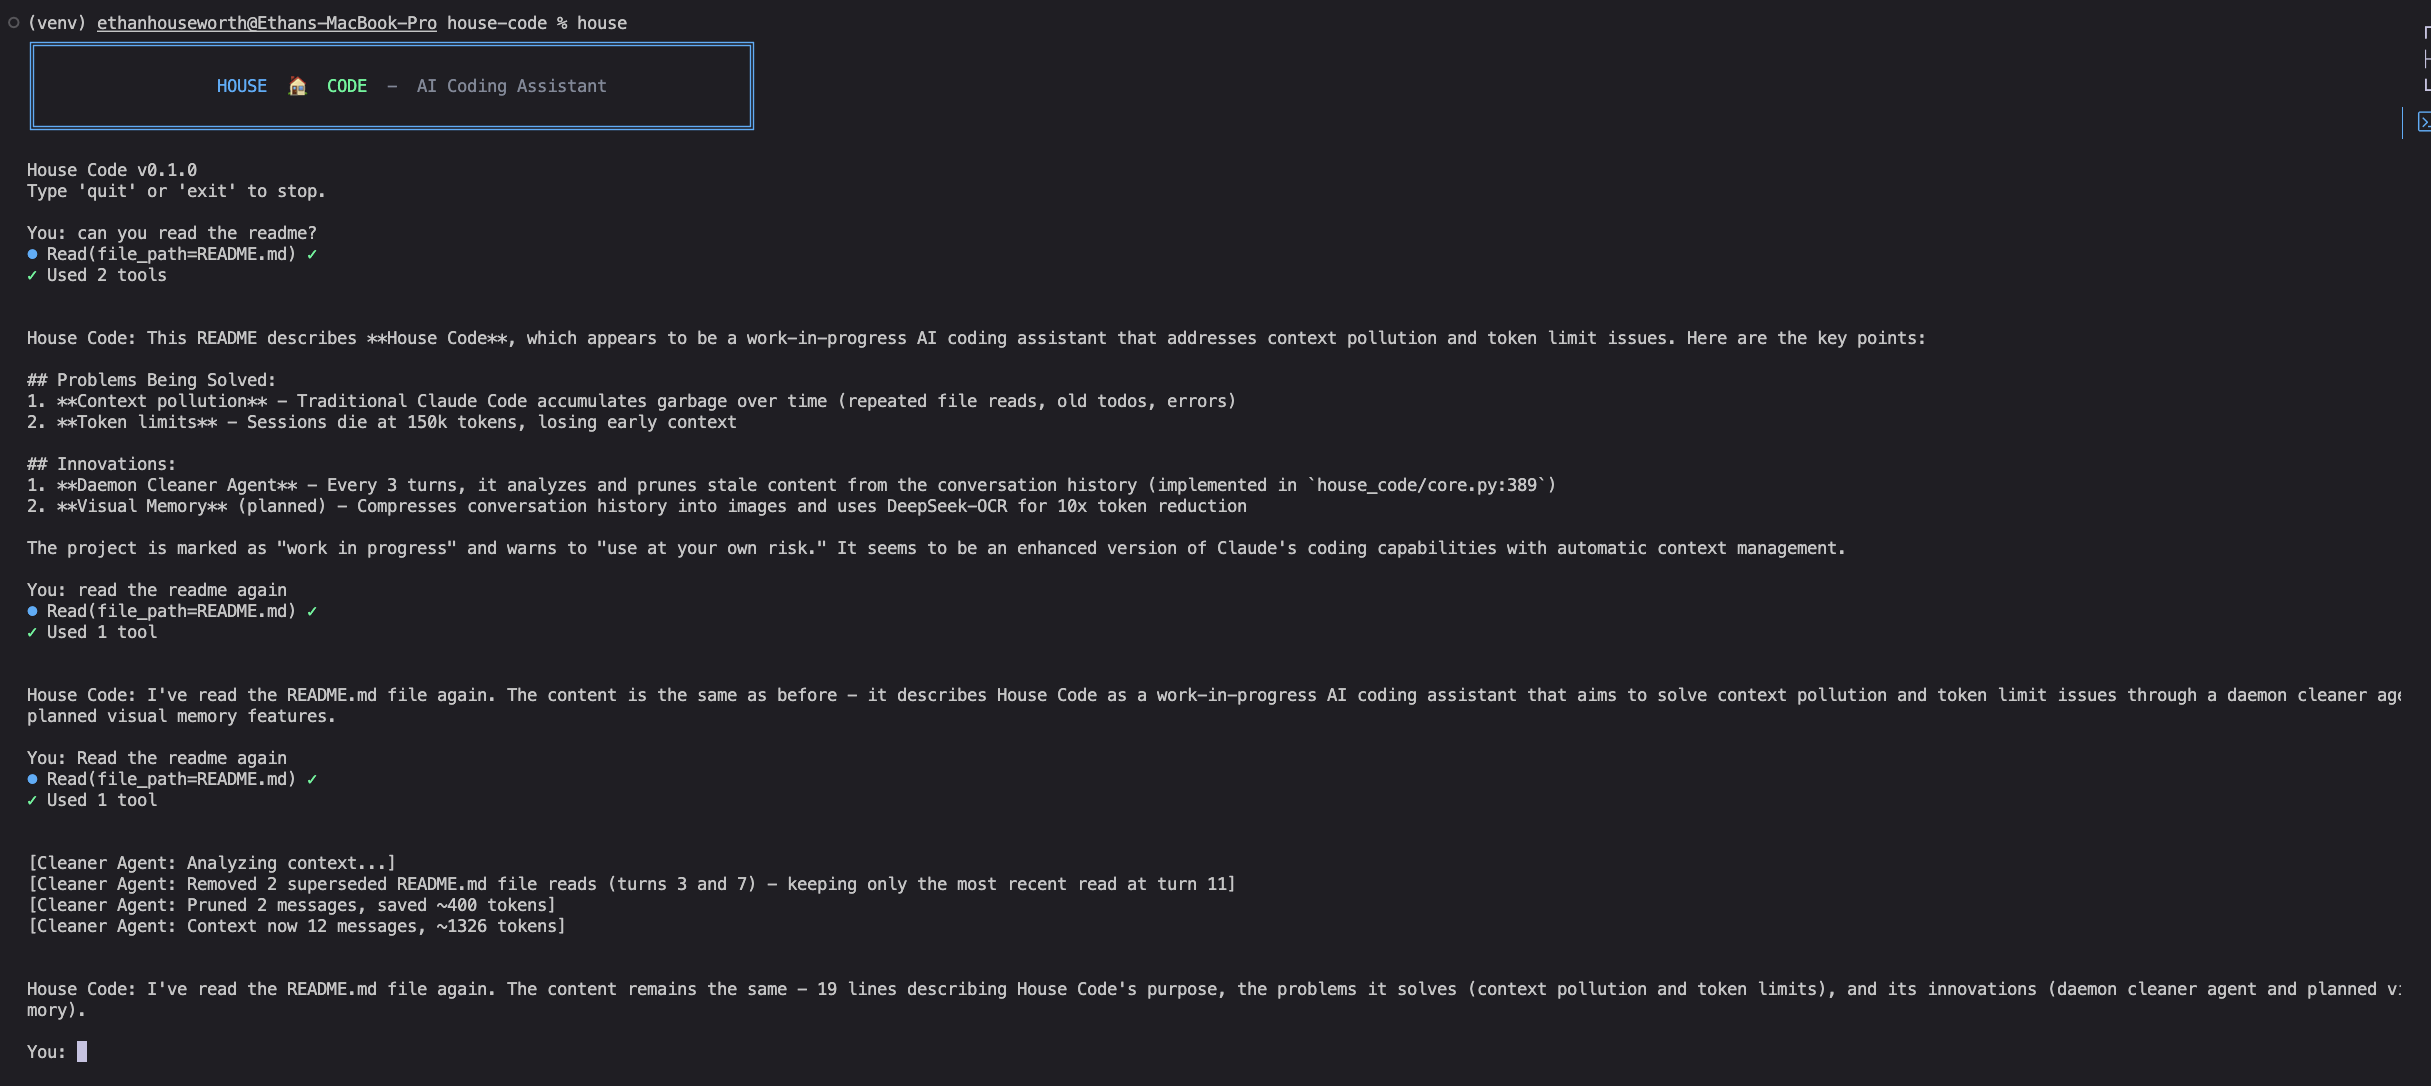 (venv) ethanhouseworth@Ethans-MacBook-Pro house-code % house
HOUSE 🏠 CODE – AI Coding Assistant
House Code v0.1.0
Type 'quit' or 'exit' to stop.
You: can you read the readme?
● Read(file_path=README.md) ✓
✓ Used 2 tools
House Code: This README describes **House Code**, which appears to be a work-in-progress AI coding assistant that addresses context pollution and token limit issues. Here are the key points:
## Problems Being Solved:
1. **Context pollution** – Traditional Claude Code accumulates garbage over time (repeated file reads, old todos, errors)
2. **Token limits** – Sessions die at 150k tokens, losing early context
## Innovations:
1. **Daemon Cleaner Agent** – Every 3 turns, it analyzes and prunes stale content from the conversation history (implemented in `house_code/core.py:389`)
2. **Visual Memory** (planned) – Compresses conversation history into images and uses DeepSeek-OCR for 10x token reduction
The project is marked as "work in progress" and warns to "use at your own risk." It seems to be an enhanced version of Claude's coding capabilities with automatic context management.
You: read the readme again
● Read(file_path=README.md) ✓
✓ Used 1 tool
House Code: I've read the README.md file again. The content is the same as before – it describes House Code as a work-in-progress AI coding assistant that aims to solve context pollution and token limit issues through a daemon cleaner
planned visual memory features.
You: Read the readme again
● Read(file_path=README.md) ✓
✓ Used 1 tool
[Cleaner Agent: Analyzing context...]
[Cleaner Agent: Removed 2 superseded README.md file reads (turns 3 and 7) – keeping only the most recent read at turn 11]
[Cleaner Agent: Pruned 2 messages, saved ~400 tokens]
[Cleaner Agent: Context now 12 messages, ~1326 tokens]
House Code: I've read the README.md file again. The content remains the same – 19 lines describing House Code's purpose, the problems it solves (context pollution and token limits), and its innovations (daemon cleaner agent and planned
mory).
You: